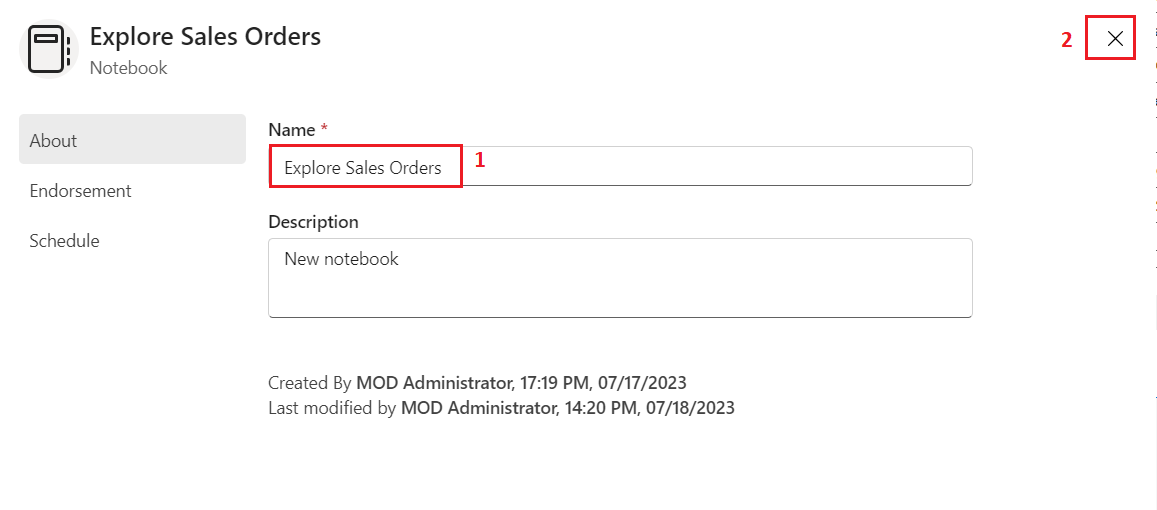 Explore Sales Orders
Notebook
2
About
Endorsement
Schedule
Name *
Explore Sales Orders
1
Description
New notebook
Created By MOD Administrator, 17:19 PM, 07/17/2023
Last modified by MOD Administrator, 14:20 PM, 07/18/2023